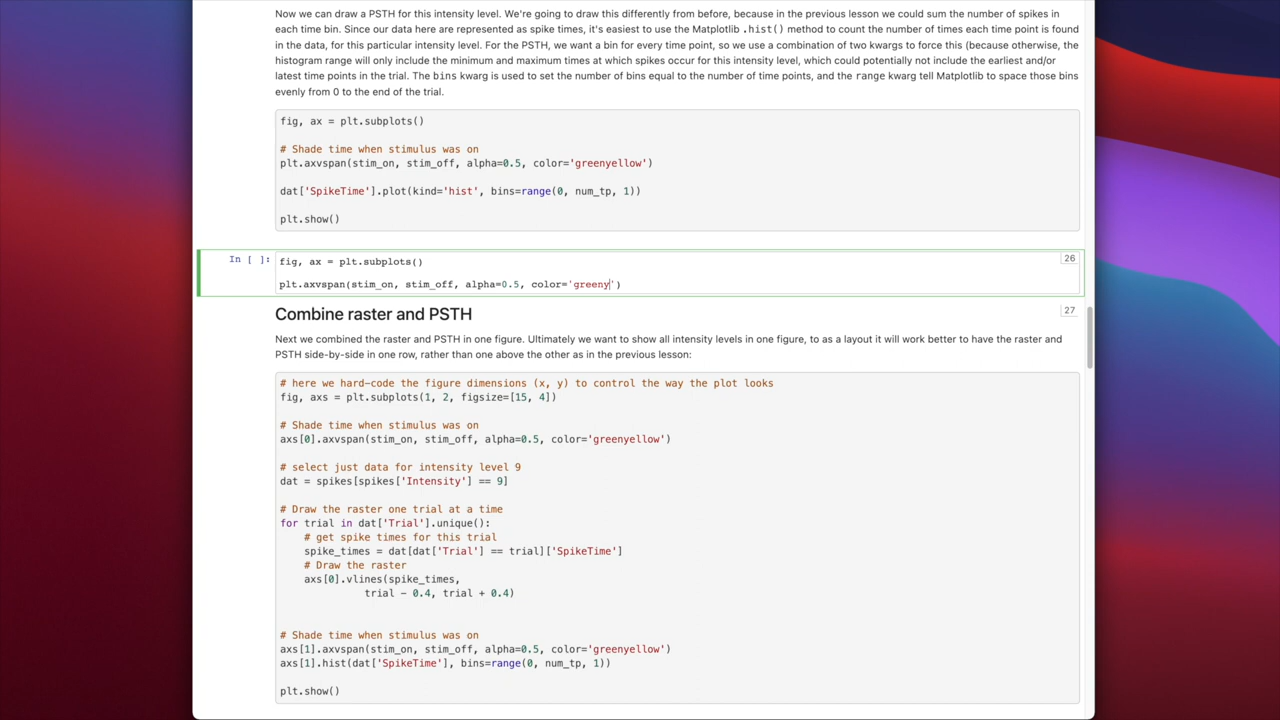 Now we can draw a PSTH for this intensity level. We're going to draw this differently from before, because in the previous lesson we could sum the number of spikes in
each time bin. Since our data here are represented as spike times, it's easiest to use the Matplotlib .hist() method to count the number of times each time point is found
in the data, for this particular intensity level. For the PSTH, we want a bin for every time point, so we use a combination of two kwargs to force this (because otherwise, the
histogram range will only include the minimum and maximum times at which spikes occur for this intensity level, which could potentially not include the earliest and/or
latest time points in the trial. The bins kwarg is used to set the number of bins equal to the number of time points, and the range kwarg tell Matplotlib to space those bins
evenly from 0 to the end of the trial.
fig, ax = plt.subplots()
# Shade time when stimulus was on
plt.axvspan(stim_on, stim_off, alpha=0.5, color='greenyellow')
dat['SpikeTime'].plot(kind='hist', bins=range(0, num_tp, 1))
plt.show()
In [ ]: fig, ax = plt.subplots() 26
plt.axvspan(stim_on, stim_off, alpha=0.5, color='greeny')
Combine raster and PSTH 27
Next we combined the raster and PSTH in one figure. Ultimately we want to show all intensity levels in one figure, to as a layout it will work better to have the raster and
PSTH side-by-side in one row, rather than one above the other as in the previous lesson:
# here we hard-code the figure dimensions (x, y) to control the way the plot looks
fig, axs = plt.subplots(1, 2, figsize=[15, 4])
# Shade time when stimulus was on
axs[0].axvspan(stim_on, stim_off, alpha=0.5, color='greenyellow')
# select just data for intensity level 9
dat = spikes[spikes['Intensity'] == 9]
# Draw the raster one trial at a time
for trial in dat['Trial'].unique():
    # get spike times for this trial
    spike_times = dat[dat['Trial'] == trial]['SpikeTime']
    # Draw the raster
    axs[0].vlines(spike_times,
            trial - 0.4, trial + 0.4)
# Shade time when stimulus was on
axs[1].axvspan(stim_on, stim_off, alpha=0.5, color='greenyellow')
axs[1].hist(dat['SpikeTime'], bins=range(0, num_tp, 1))
plt.show()